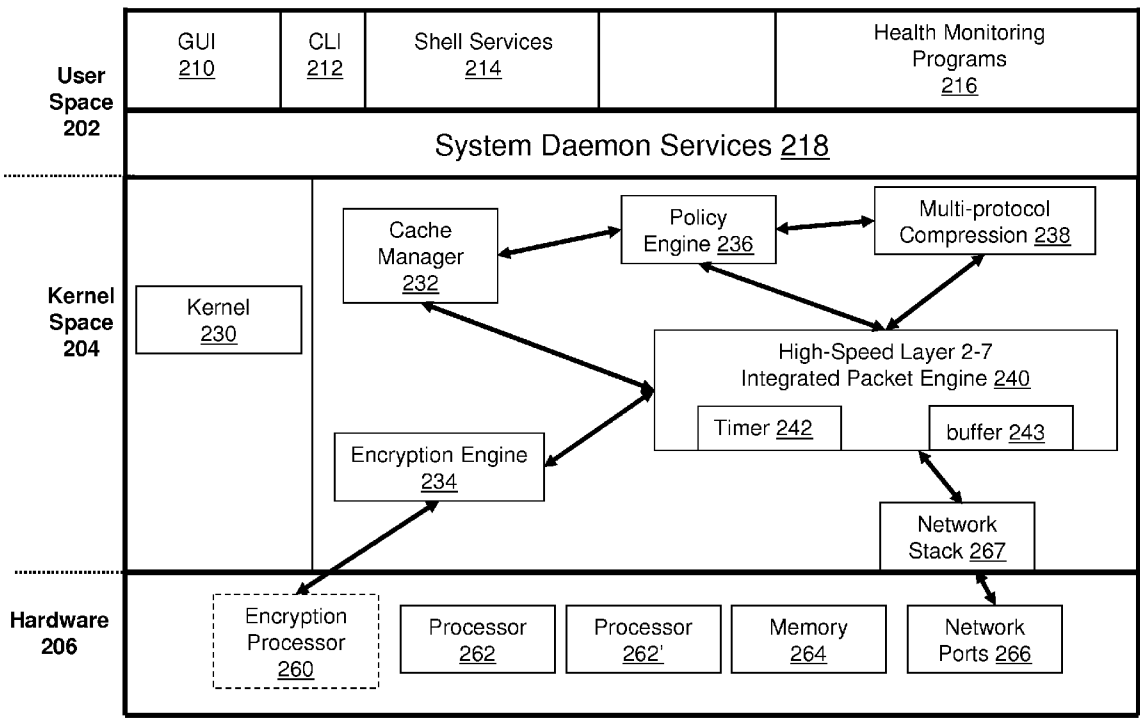 User
Space
202
GUI
210
CLI
212
Shell Services
214
Health Monitoring
Programs
216
System Daemon Services 218
Kernel
Space
204
Kernel
230
Cache
Manager
232
Policy
Engine 236
Multi-protocol
Compression 238
High-Speed Layer 2-7
Integrated Packet Engine 240
Timer 242
buffer 243
Encryption Engine
234
Network
Stack 267
Hardware
206
Encryption
Processor
260
Processor
262
Processor
262'
Memory
264
Network
Ports 266